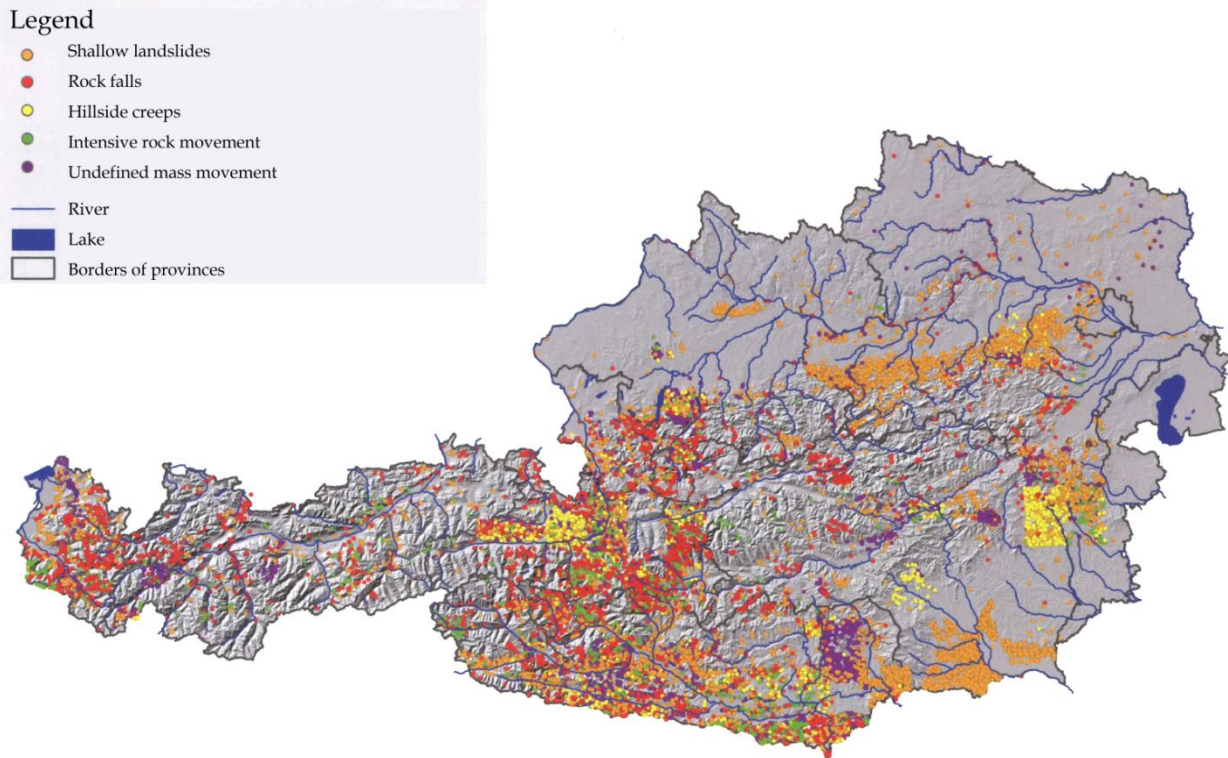 Legend
Shallow landslides
Rock falls
Hillside creeps
Intensive rock movement
Undefined mass movement
River
Lake
Borders of provinces